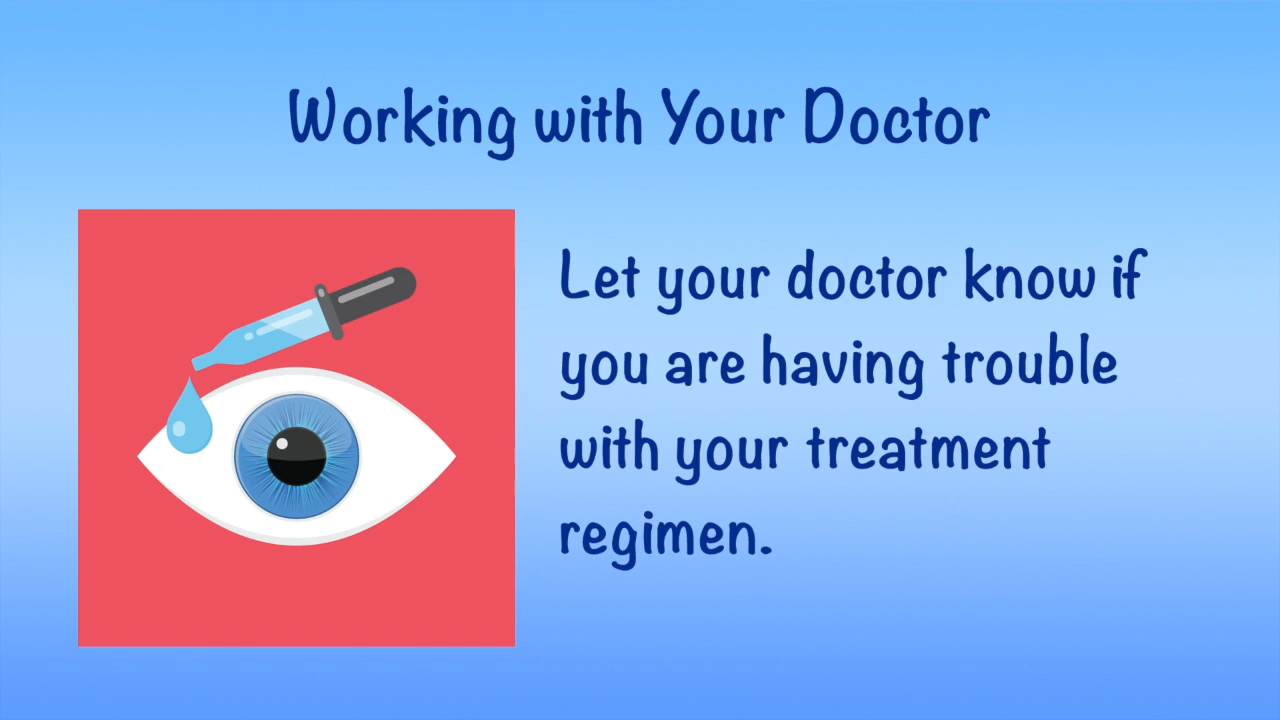 Working with Your Doctor
Let your doctor know if
you are having trouble
with your treatment
regimen.